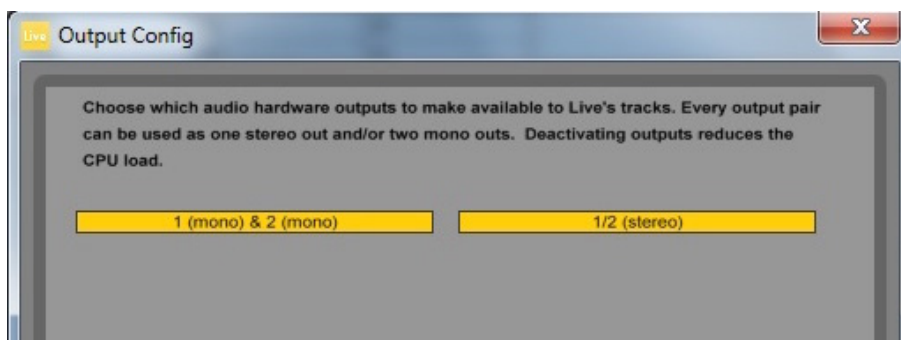 Live Output Config X
Choose which audio hardware outputs to make available to Live's tracks. Every output pair
can be used as one stereo out and/or two mono outs.  Deactivating outputs reduces the
CPU load.
1 (mono) & 2 (mono) 1/2 (stereo)